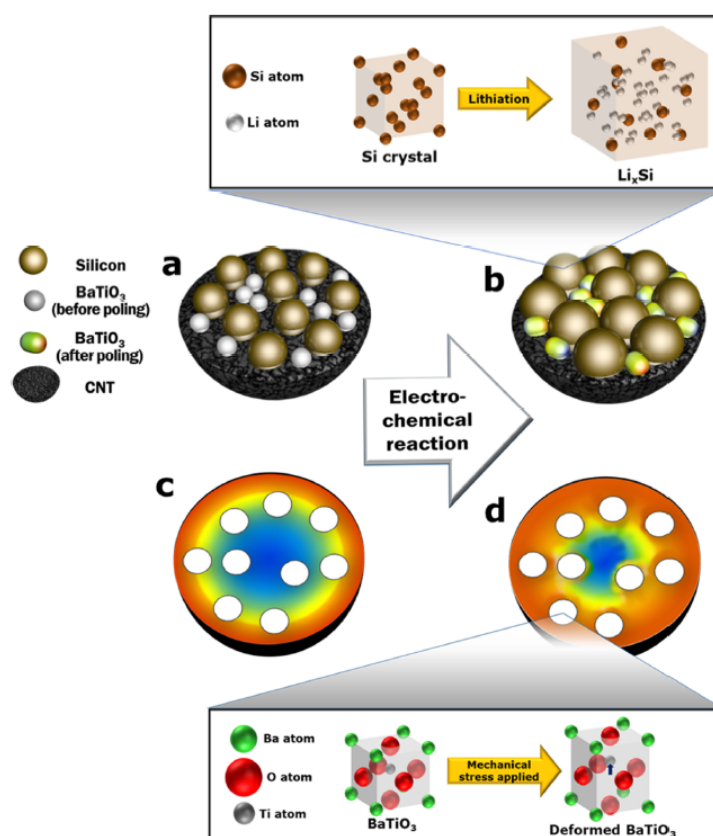 Si atom
Li atom
Si crystal
Lithiation
LiₓSi
Silicon
BaTiO₃
(before poling)
BaTiO₃
(after poling)
CNT
a
b
Electro-
chemical
reaction
c
d
Ba atom
O atom
Ti atom
BaTiO₃
Mechanical
stress applied
Deformed BaTiO₃